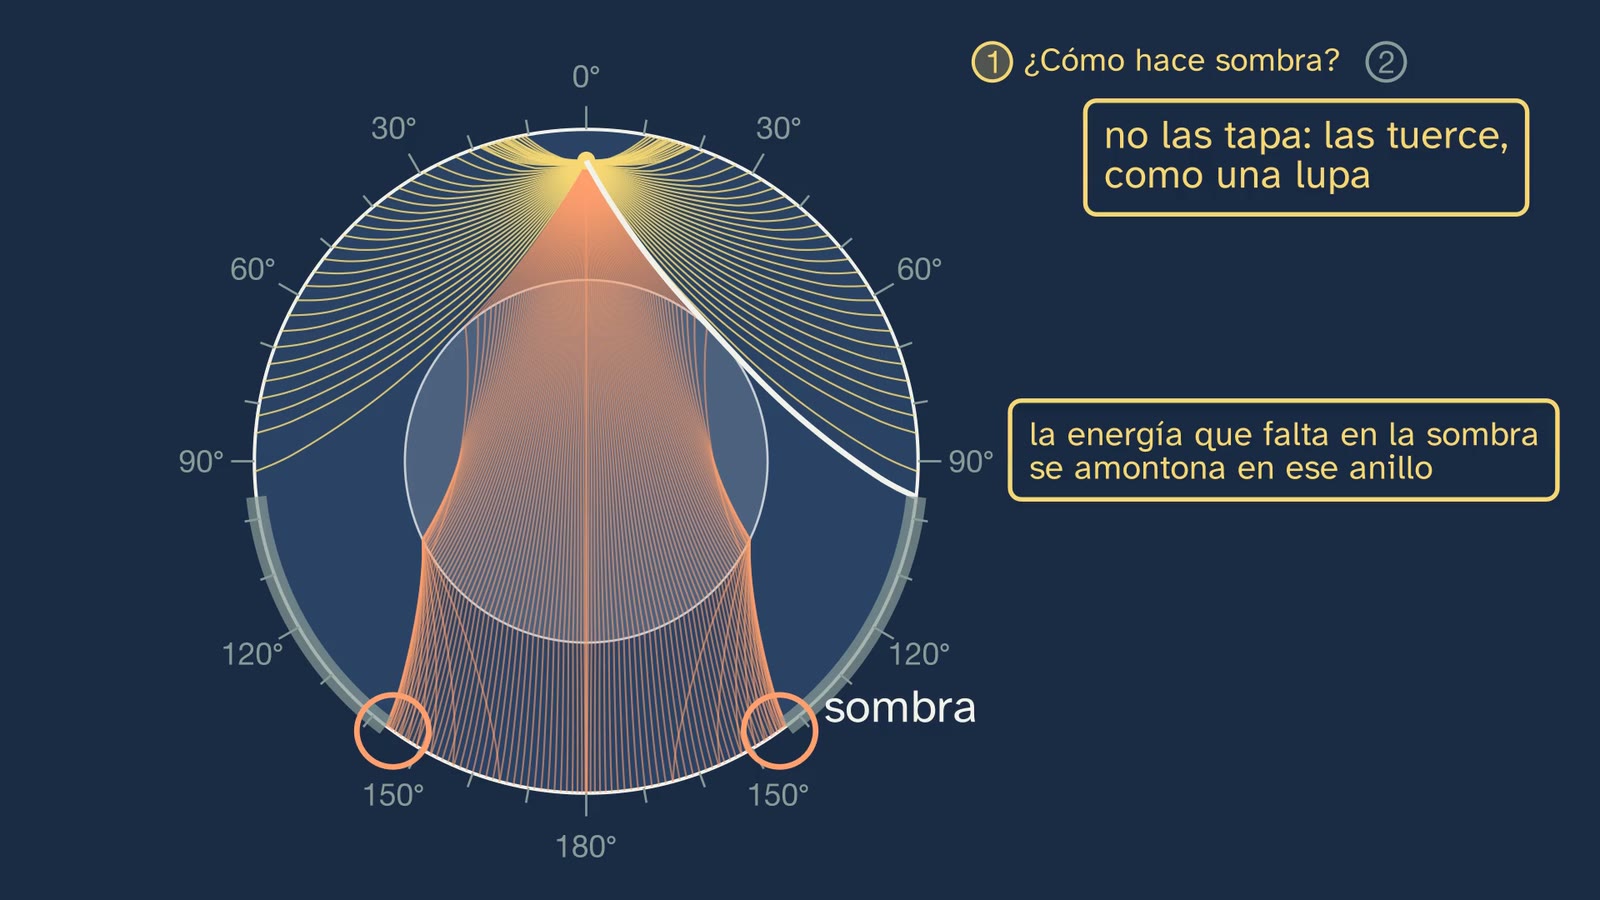 1 ¿Cómo hace sombra? 2
no las tapa: las tuerce,
como una lupa
0°
30° 30°
60° 60°
90° 90°
la energía que falta en la sombra
se amontona en ese anillo
120° 120°
sombra
150° 150°
180°